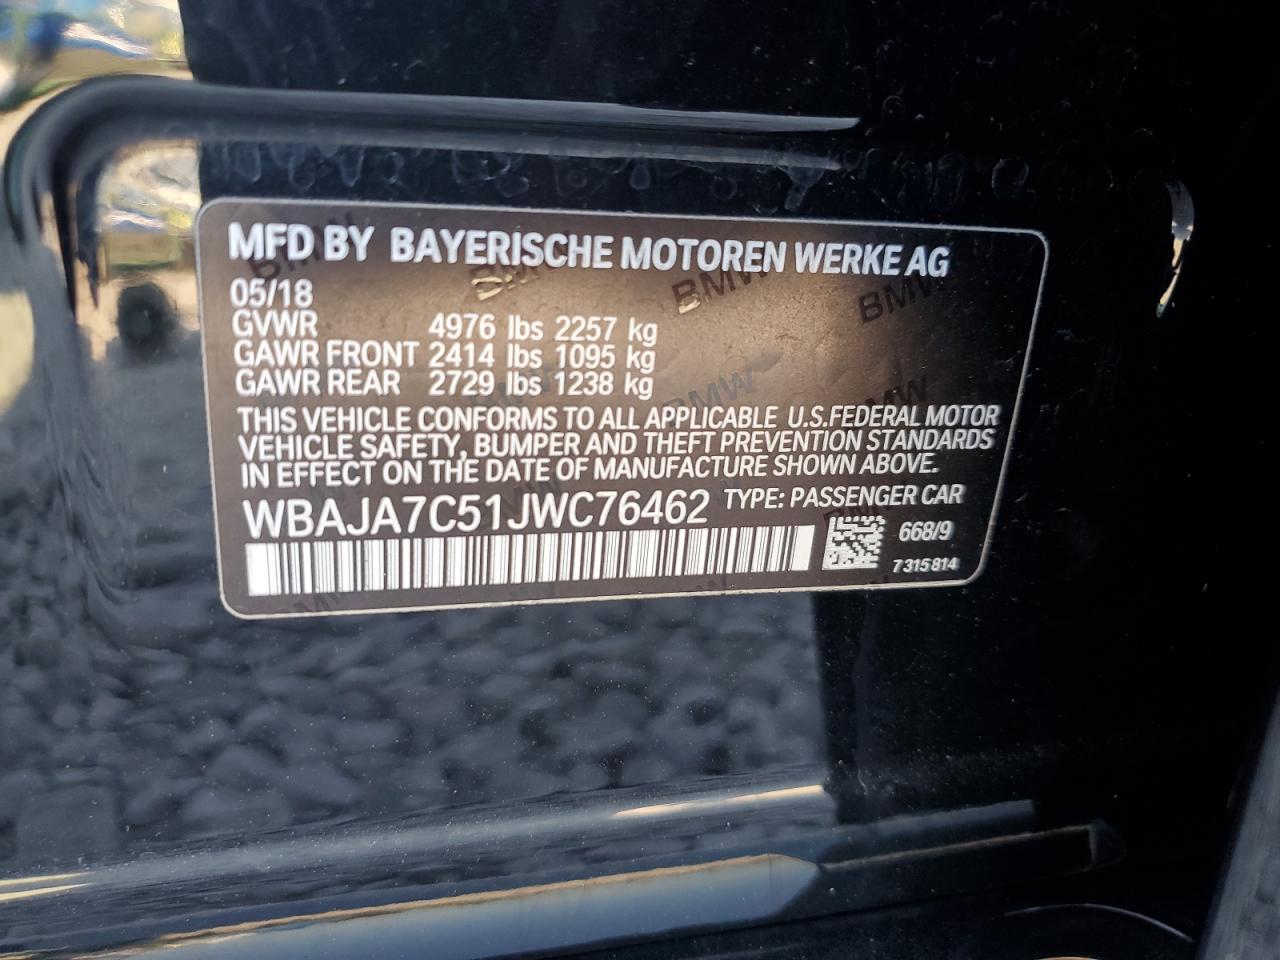 MFD BY BAYERISCHE MOTOREN WERKE AG
05/18
GVWR 4976 lbs 2257 kg
GAWR FRONT 2414 lbs 1095 kg
GAWR REAR 2729 lbs 1238 kg
THIS VEHICLE CONFORMS TO ALL APPLICABLE U.S.FEDERAL MOTOR
VEHICLE SAFETY, BUMPER AND THEFT PREVENTION STANDARDS
IN EFFECT ON THE DATE OF MANUFACTURE SHOWN ABOVE.
WBAJA7C51JWC76462 TYPE: PASSENGER CAR
668/9
7315814